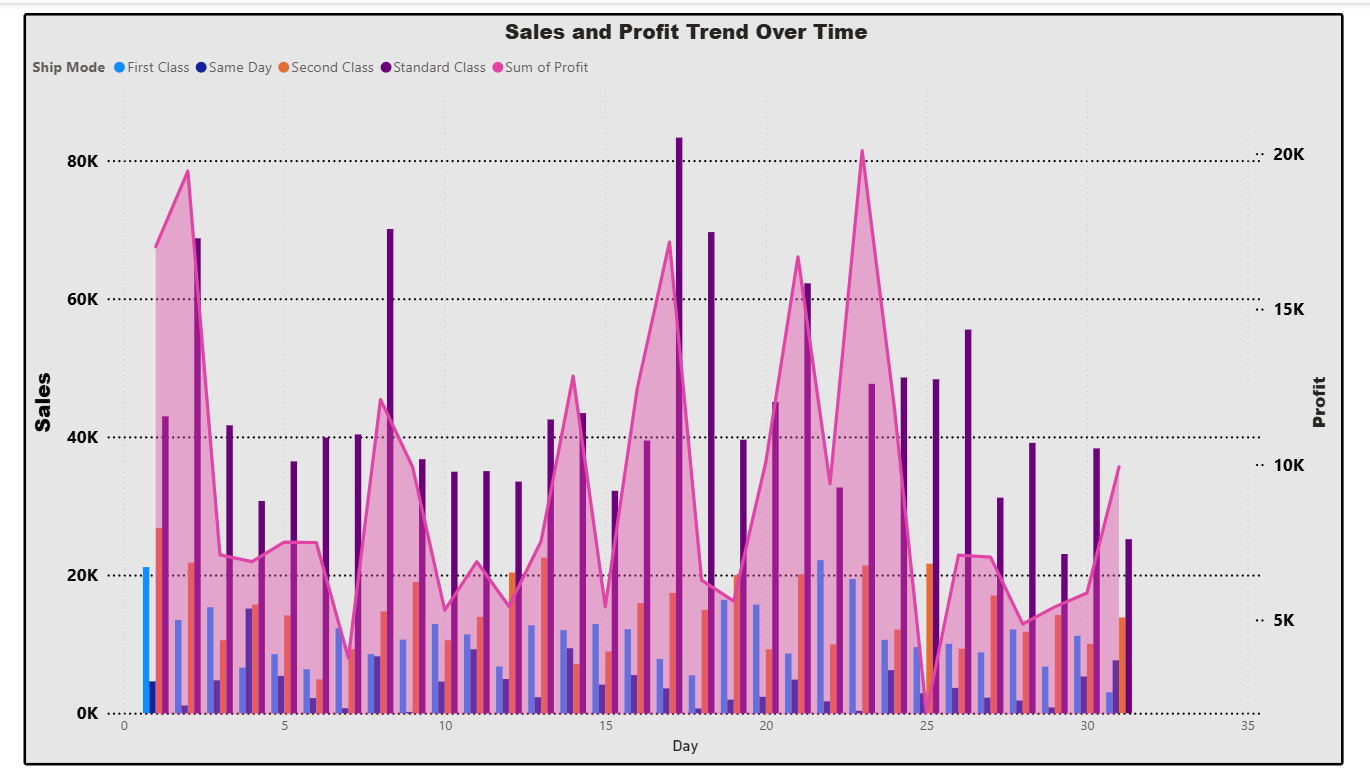 Sales and Profit Trend Over Time
Ship Mode First Class Same Day Second Class Standard Class Sum of Profit
80K
60K
40K
20K
0K
Sales
20K
15K
10K
5K
Profit
0 5 10 15 20 25 30 35
Day